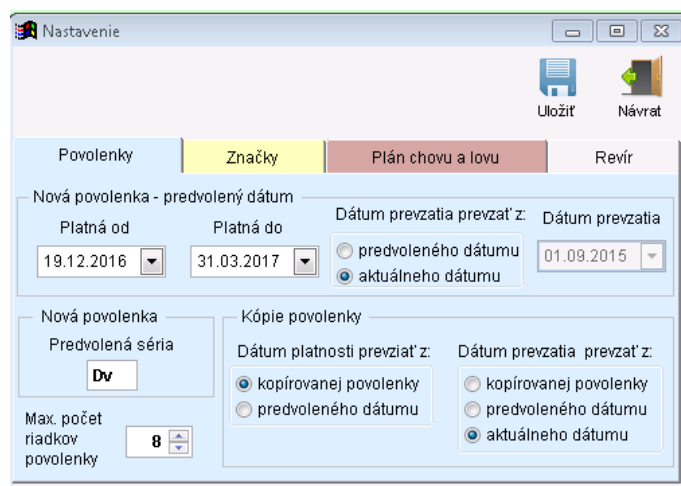 Nastavenie
Uložiť
Návrat
Povolenky
Značky
Plán chovu a lovu
Revír
Nová povolenka - predvolený dátum
Platná od
Platná do
Dátum prevzatia prevzať z:
Dátum prevzatia
19.12.2016
31.03.2017
predvoleného dátumu
aktuálneho dátumu
01.09.2015
Nová povolenka
Predvolená séria
Dv
Max. počet
riadkov
povolenky
8
Kópie povolenky
Dátum platnosti prevziať z:
kopírovanej povolenky
predvoleného dátumu
Dátum prevzatia prevzať z:
kopírovanej povolenky
predvoleného dátumu
aktuálneho dátumu